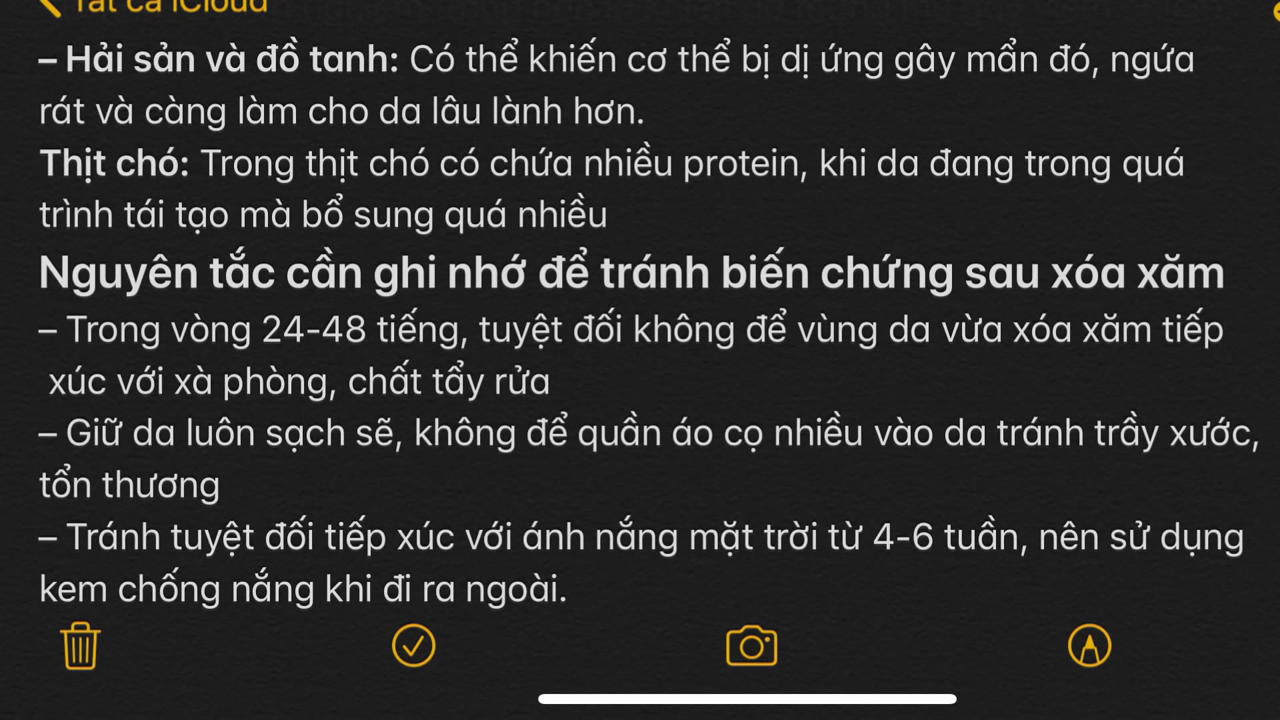 Tất cả iCloud
– Hải sản và đồ tanh: Có thể khiến cơ thể bị dị ứng gây mẩn đó, ngứa
rát và càng làm cho da lâu lành hơn.
Thịt chó: Trong thịt chó có chứa nhiều protein, khi da đang trong quá
trình tái tạo mà bổ sung quá nhiều
Nguyên tắc cần ghi nhớ để tránh biến chứng sau xóa xăm
– Trong vòng 24-48 tiếng, tuyệt đối không để vùng da vừa xóa xăm tiếp
xúc với xà phòng, chất tẩy rửa
– Giữ da luôn sạch sẽ, không để quần áo cọ nhiều vào da tránh trầy xước,
tổn thương
– Tránh tuyệt đối tiếp xúc với ánh nắng mặt trời từ 4-6 tuần, nên sử dụng
kem chống nắng khi đi ra ngoài.